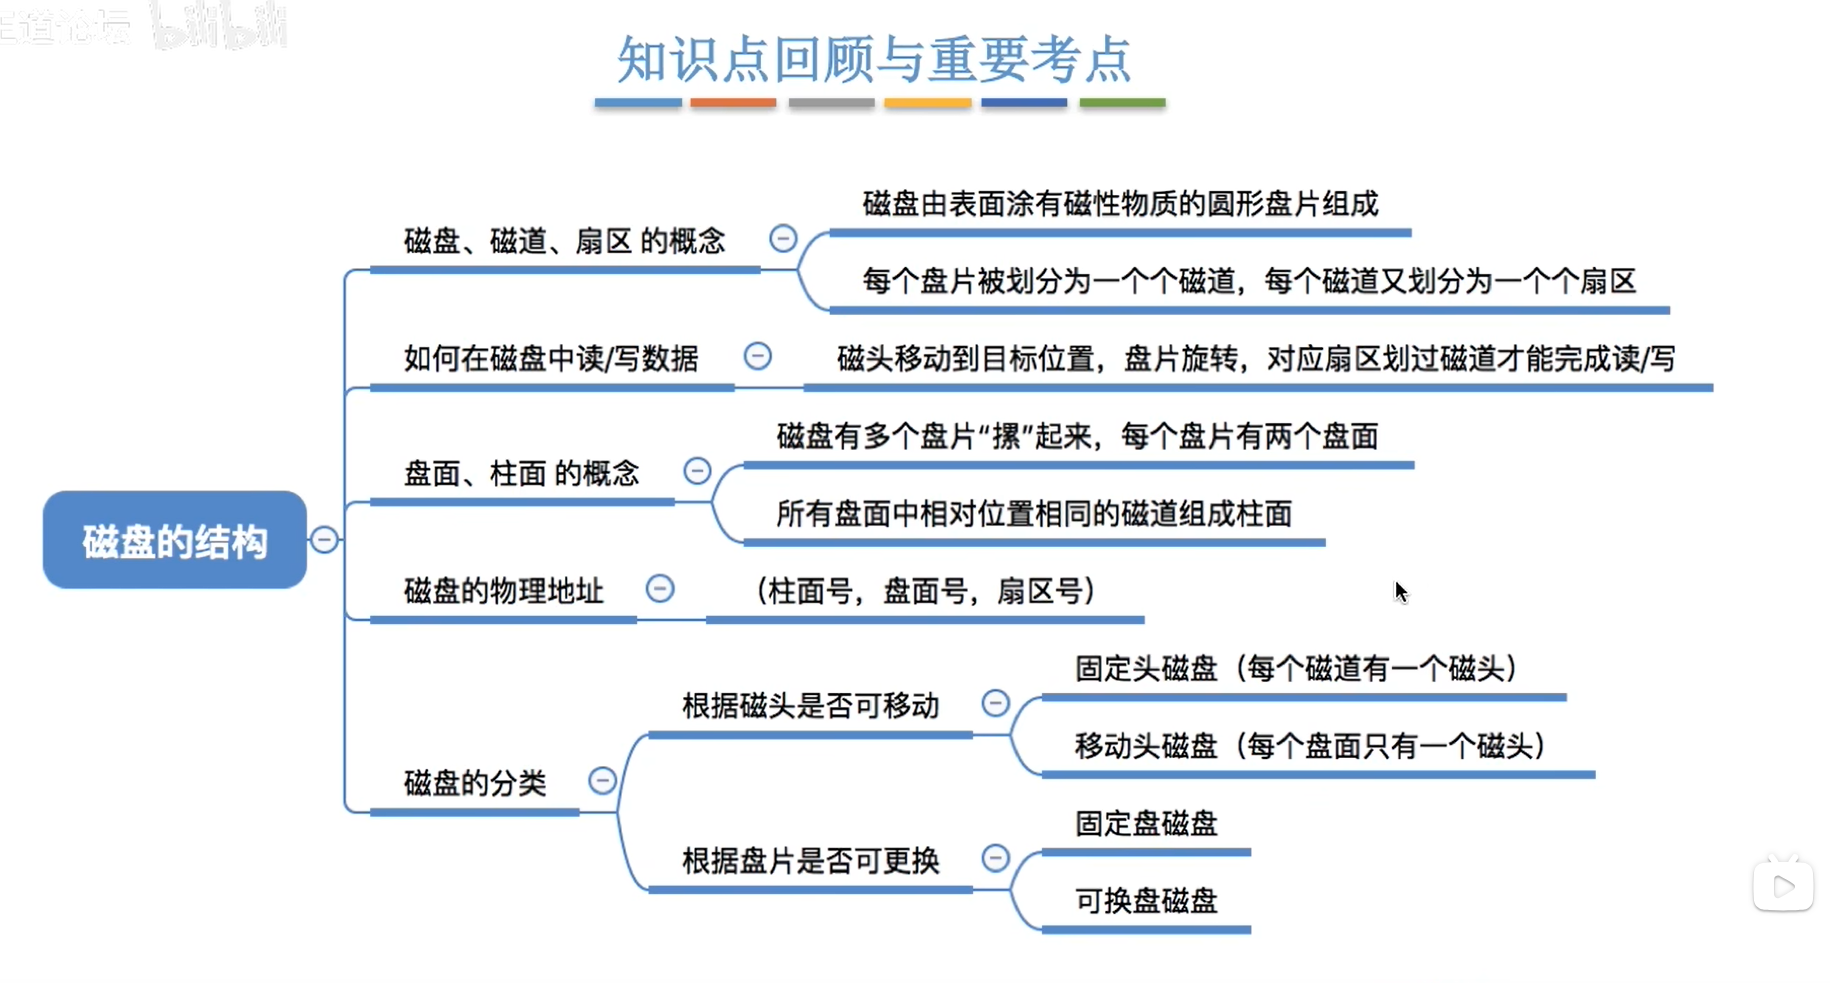 王道论坛 bilibili
知识点回顾与重要考点
磁盘的结构
磁盘、磁道、扇区 的概念
磁盘由表面涂有磁性物质的圆形盘片组成
每个盘片被划分为一个个磁道，每个磁道又划分为一个个扇区
如何在磁盘中读/写数据
磁头移动到目标位置，盘片旋转，对应扇区划过磁道才能完成读/写
盘面、柱面 的概念
磁盘有多个盘片“摞”起来，每个盘片有两个盘面
所有盘面中相对位置相同的磁道组成柱面
磁盘的物理地址
（柱面号，盘面号，扇区号）
磁盘的分类
根据磁头是否可移动
固定头磁盘（每个磁道有一个磁头）
移动头磁盘（每个盘面只有一个磁头）
根据盘片是否可更换
固定盘磁盘
可换盘磁盘